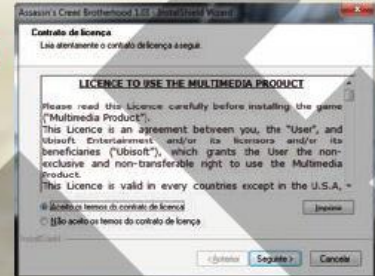 Assassin's Creed Brotherhood 1.01 - InstallShield Wizard
Contrato de licença
Leia atentamente o contrato de licença a seguir.
LICENCE TO USE THE MULTIMEDIA PRODUCT
Please read this Licence carefully before installing the game
("Multimedia Product").
This Licence is an agreement between you, the "User", and
Ubisoft Entertainment and/or its licensors and/or its
beneficiaries ("Ubisoft"), which grants the User the non-
exclusive and non-transferable right to use the Multimedia
Product.
This Licence is valid in every countries except in the U.S.A,
Aceito os termos do contrato de licença
Imprimir
Não aceito os termos do contrato de licença
InstallShield
< Anterior
Seguinte >
Cancelar